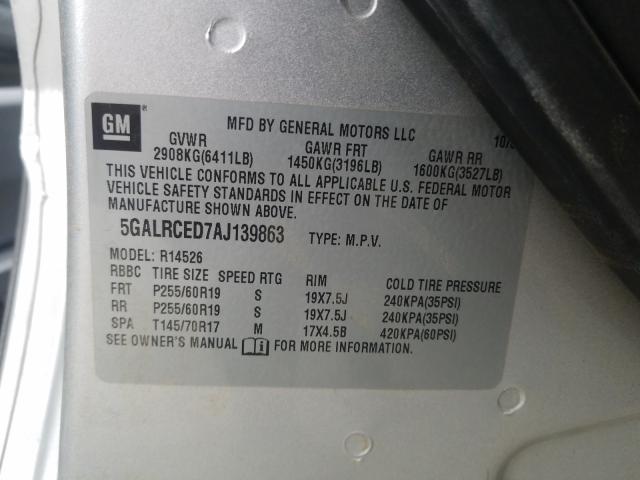 GM
MFD BY GENERAL MOTORS LLC
GVWR GAWR FRT GAWR RR
2908KG(6411LB) 1450KG(3196LB) 1600KG(3527LB)
THIS VEHICLE CONFORMS TO ALL APPLICABLE U.S. FEDERAL MOTOR
VEHICLE SAFETY STANDARDS IN EFFECT ON THE DATE OF
MANUFACTURE SHOWN ABOVE.
5GALRCED7AJ139863 TYPE: M.P.V.
MODEL: R14526
RBBC TIRE SIZE SPEED RTG RIM COLD TIRE PRESSURE
FRT P255/60R19 S 19X7.5J 240KPA(35PSI)
RR P255/60R19 S 19X7.5J 240KPA(35PSI)
SPA T145/70R17 M 17X4.5B 420KPA(60PSI)
SEE OWNER'S MANUAL FOR MORE INFORMATION.